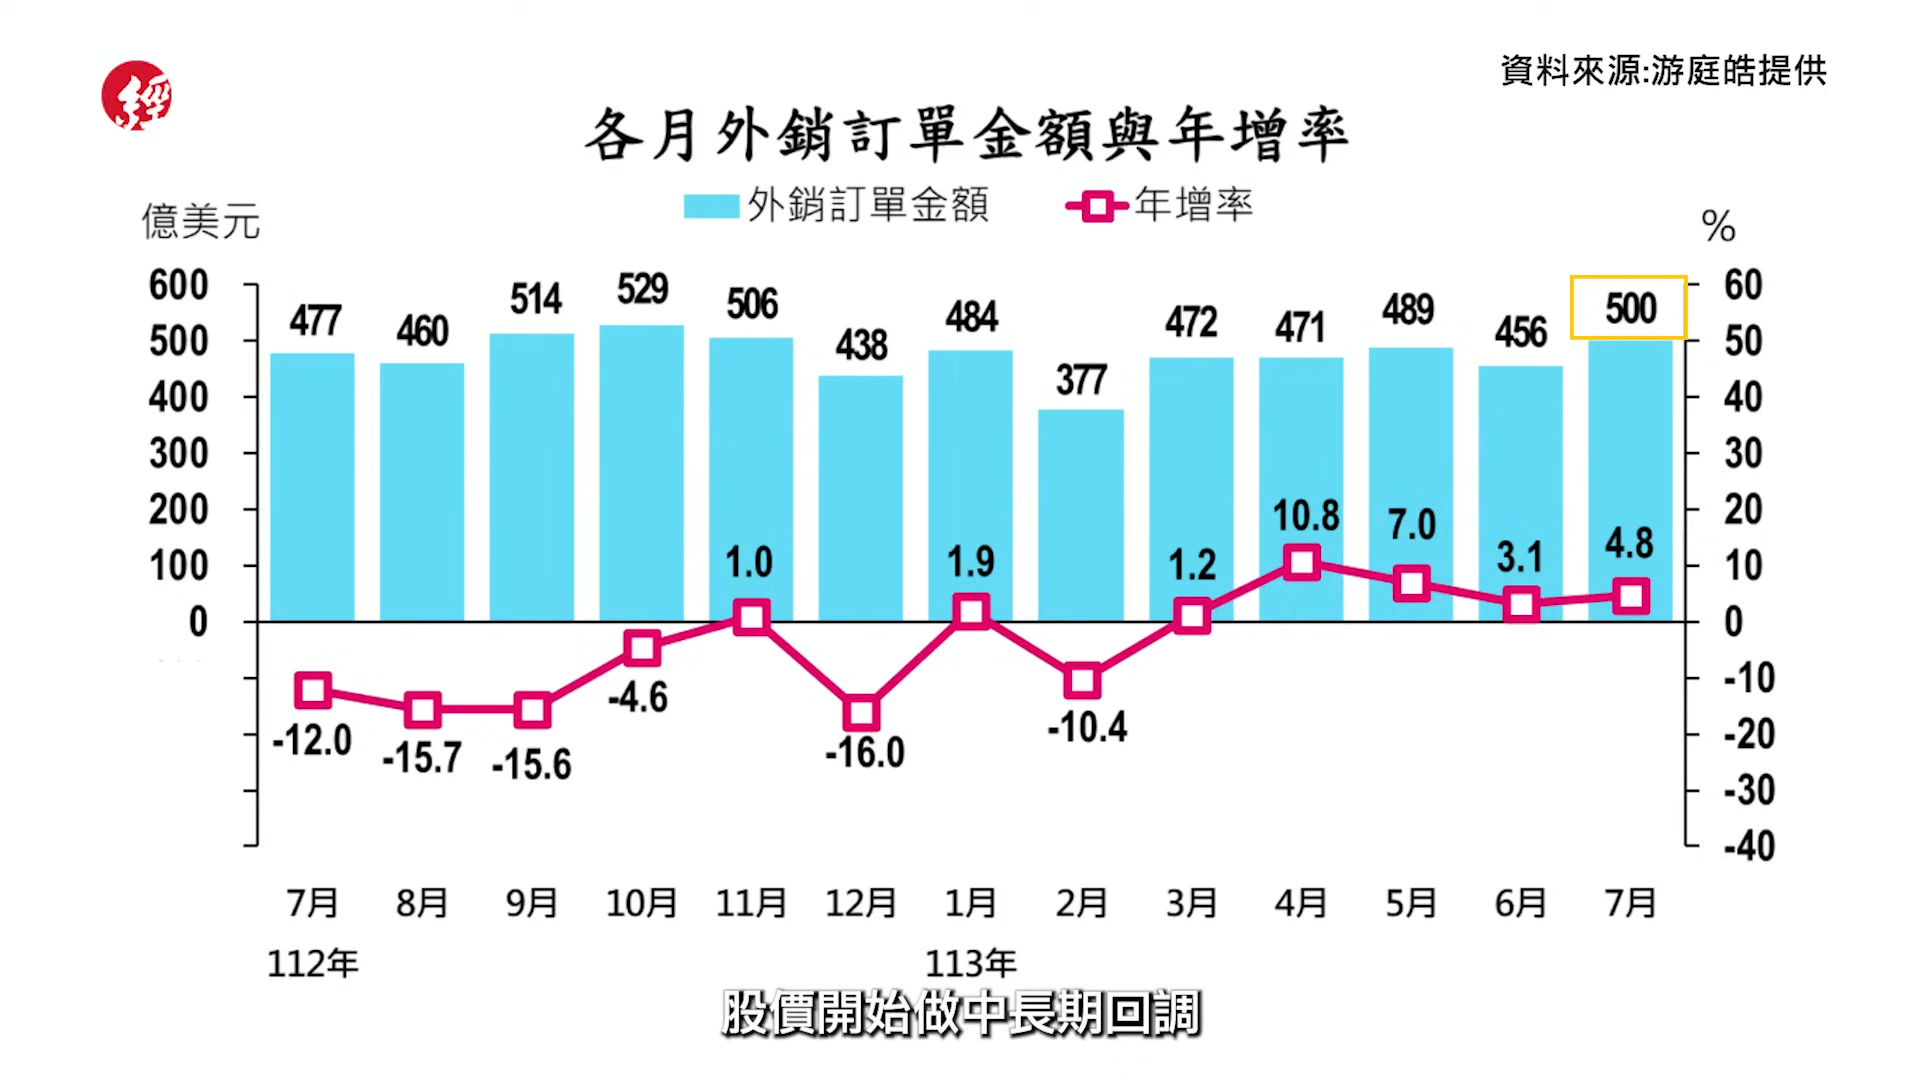 經
資料來源:游庭皓提供
各月外銷訂單金額與年增率
外銷訂單金額 年增率
億美元 %
600 500 400 300 200 100 0
477 460 514 529 506 438 484 377 472 471 489 456 500
60 50 40 30 20 10 0 -10 -20 -30 -40
-12.0 -15.7 -15.6 -4.6 1.0 -16.0 1.9 -10.4 1.2 10.8 7.0 3.1 4.8
7月 8月 9月 10月 11月 12月 1月 2月 3月 4月 5月 6月 7月
112年 113年
股價開始做中長期回調